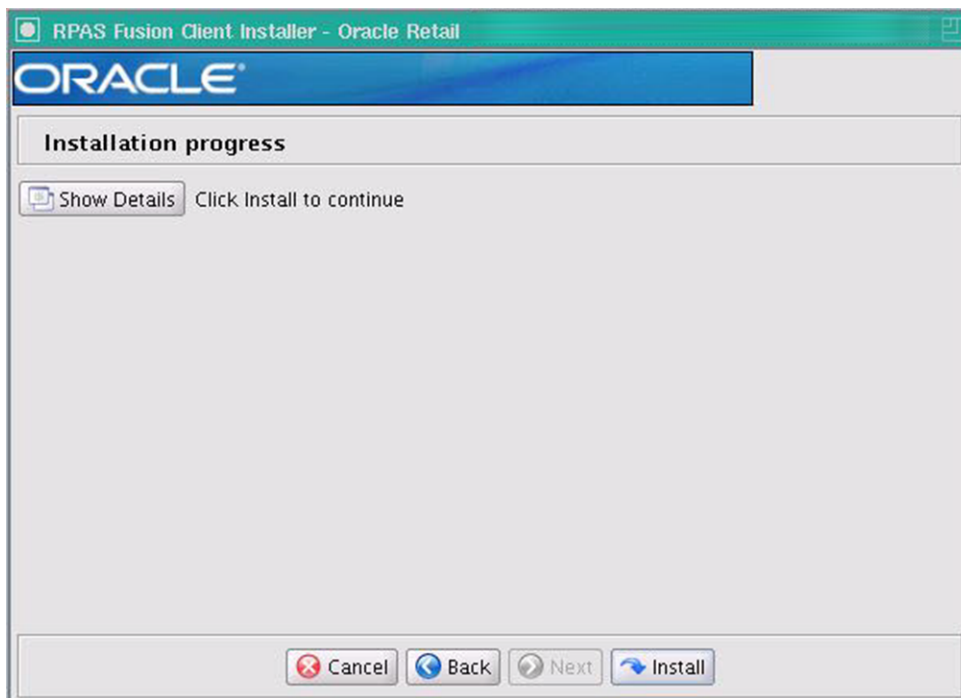 RPAS Fusion Client Installer - Oracle Retail
ORACLE®
Installation progress
Show Details Click Install to continue
Cancel Back Next Install